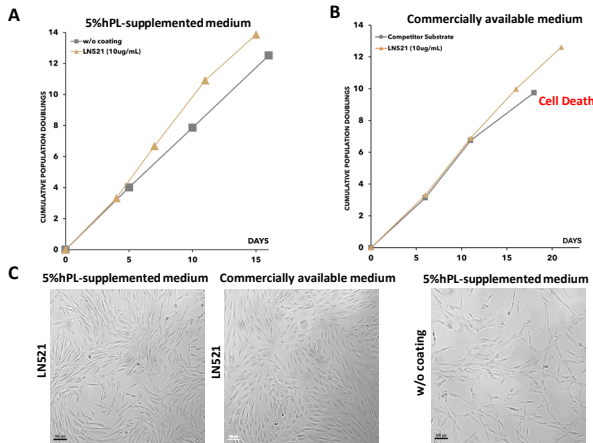 A
5%hPL-supplemented medium
w/o coating
LN521 (10ug/mL)
CUMULATIVE POPULATION DOUBLINGS
14
12
10
8
6
4
2
0
0
5
10
15
DAYS
B
Commercially available medium
Competitor Substrate
LN521 (10ug/mL)
Cell Death
CUMULATIVE POPULATION DOUBLINGS
14
12
10
8
6
4
2
0
0
5
10
15
20
DAYS
C
5%hPL-supplemented medium
Commercially available medium
5%hPL-supplemented medium
LN521
LN521
w/o coating